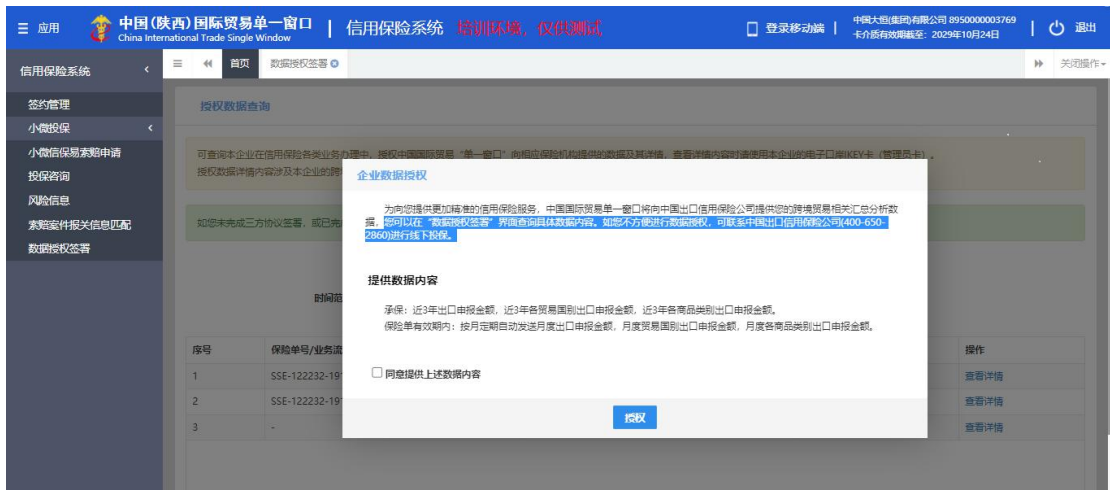 应用
中国(陕西)国际贸易单一窗口
China International Trade Single Window
信用保险系统 培训环境，仅供测试
登录移动端
中国大恒(集团)有限公司 8950000003769
卡介质有效期截至：2029年10月24日
退出
信用保险系统
首页
数据授权签署
关闭操作
签约管理
小微投保
小微信保易索赔申请
投保咨询
风险信息
索赔案件报关信息匹配
数据授权签署
授权数据查询
可查询本企业在信用保险各类业务办理中，授权中国国际贸易“单一窗口”向相应保险机构提供的数据及其详情，查看详情内容时请使用本企业的电子口岸IKEY卡（管理员卡）。
授权数据详情内容涉及本企业的跨
如您未完成三方协议签署，或已完
时间范
企业数据授权
为向您提供更加精准的信用保险服务，中国国际贸易单一窗口将向中国出口信用保险公司提供您的跨境贸易相关汇总分析数
据，您可以在“数据授权签署”界面查询具体数据内容。如您不方便进行数据授权，可联系中国出口信用保险公司(400-650-
2860)进行线下投保。
提供数据内容
承保：近3年出口申报金额，近3年各贸易国别出口申报金额，近3年各商品类别出口申报金额。
保险单有效期内：按月定期自动发送月度出口申报金额，月度贸易国别出口申报金额，月度各商品类别出口申报金额。
同意提供上述数据内容
授权
序号 保险单号/业务流 操作
1 SSE-122232-19 查看详情
2 SSE-122232-19 查看详情
3 - 查看详情